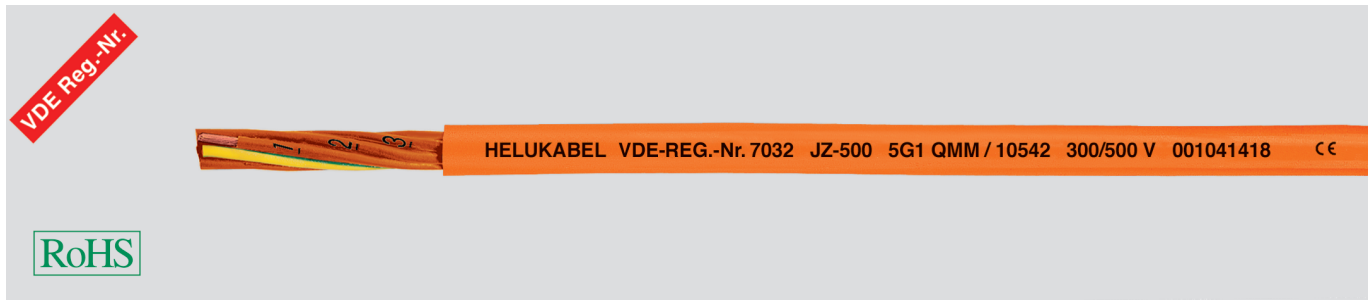 VDE Reg.-Nr.
1 2 3
HELUKABEL VDE-REG.-Nr. 7032 JZ-500 5G1 QMM / 10542 300/500 V 001041418 CE
RoHS